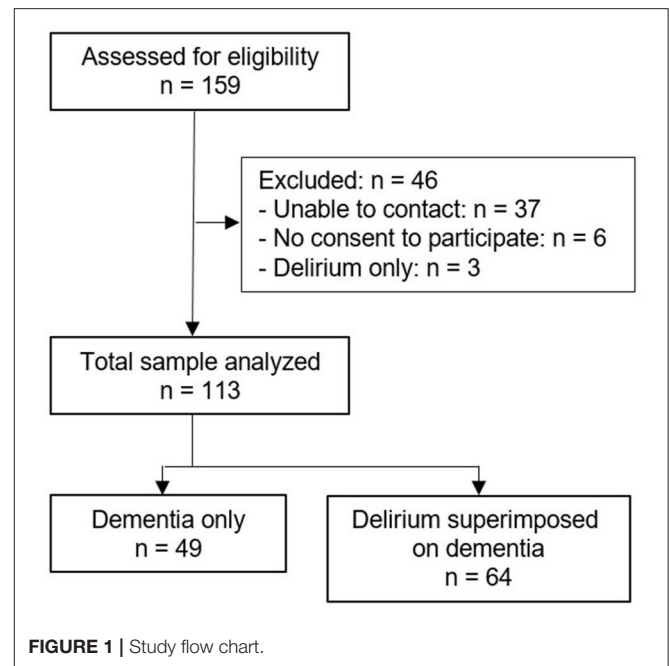 Assessed for eligibility
n = 159
Excluded: n = 46
- Unable to contact: n = 37
- No consent to participate: n = 6
- Delirium only: n = 3
Total sample analyzed
n = 113
Dementia only
n = 49
Delirium superimposed
on dementia
n = 64
FIGURE 1 | Study flow chart.